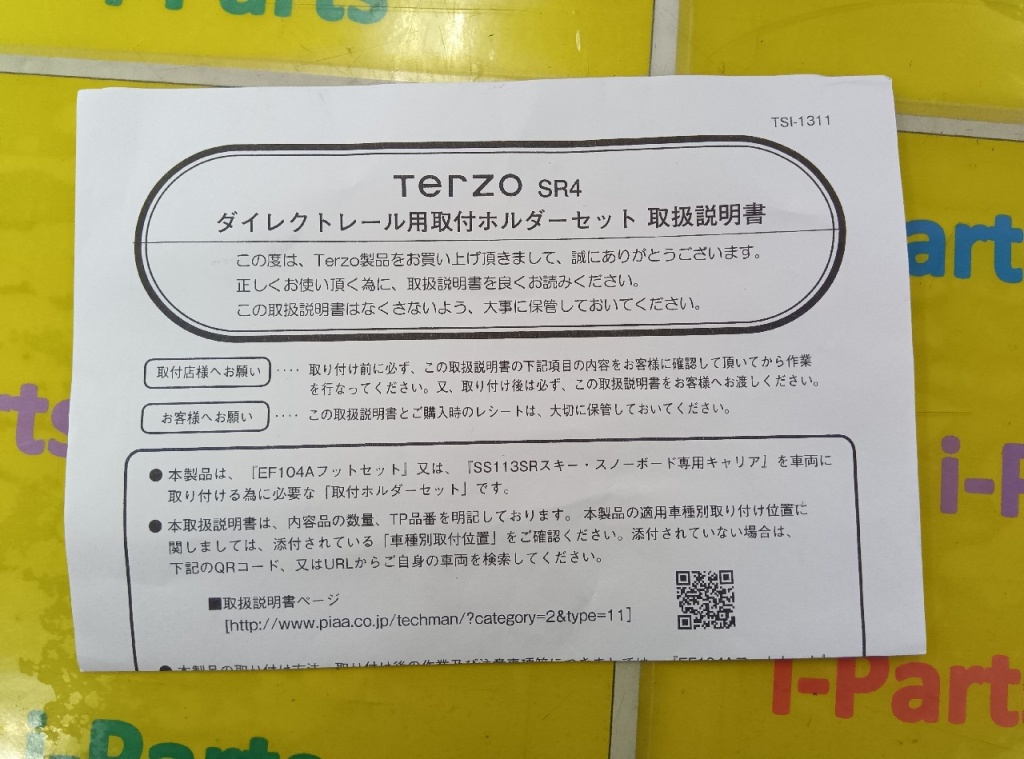 i-Parts
TSI-1311
Terzo SR4
ダイレクトレール用取付ホルダーセット 取扱説明書
この度は、Terzo製品をお買い上げ頂きまして、誠にありがとうございます。
正しくお使い頂く為に、取扱説明書を良くお読みください。
この取扱説明書はなくさないよう、大事に保管しておいてください。
取付店様へお願い ････ 取り付け前に必ず、この取扱説明書の下記項目の内容をお客様に確認して頂いてから作業
を行なってください。又、取り付け後は必ず、この取扱説明書をお客様へお渡しください。
お客様へお願い ････ この取扱説明書とご購入時のレシートは、大切に保管しておいてください。
●本製品は、『EF104Aフットセット』又は、『SS113SRスキー・スノーボード専用キャリア』を車両に
取り付ける為に必要な「取付ホルダーセット」です。
●本取扱説明書は、内容品の数量、TP品番を明記しております。本製品の適用車種別取り付け位置に
関しましては、添付されている「車種別取付位置」をご確認ください。添付されていない場合は、
下記のQRコード、又はURLからご自身の車両を検索してください。
■取扱説明書ページ
[http://www.piaa.co.jp/techman/?category=2&type=11]
arts
ts
i-P
i-Parts
i-Parts